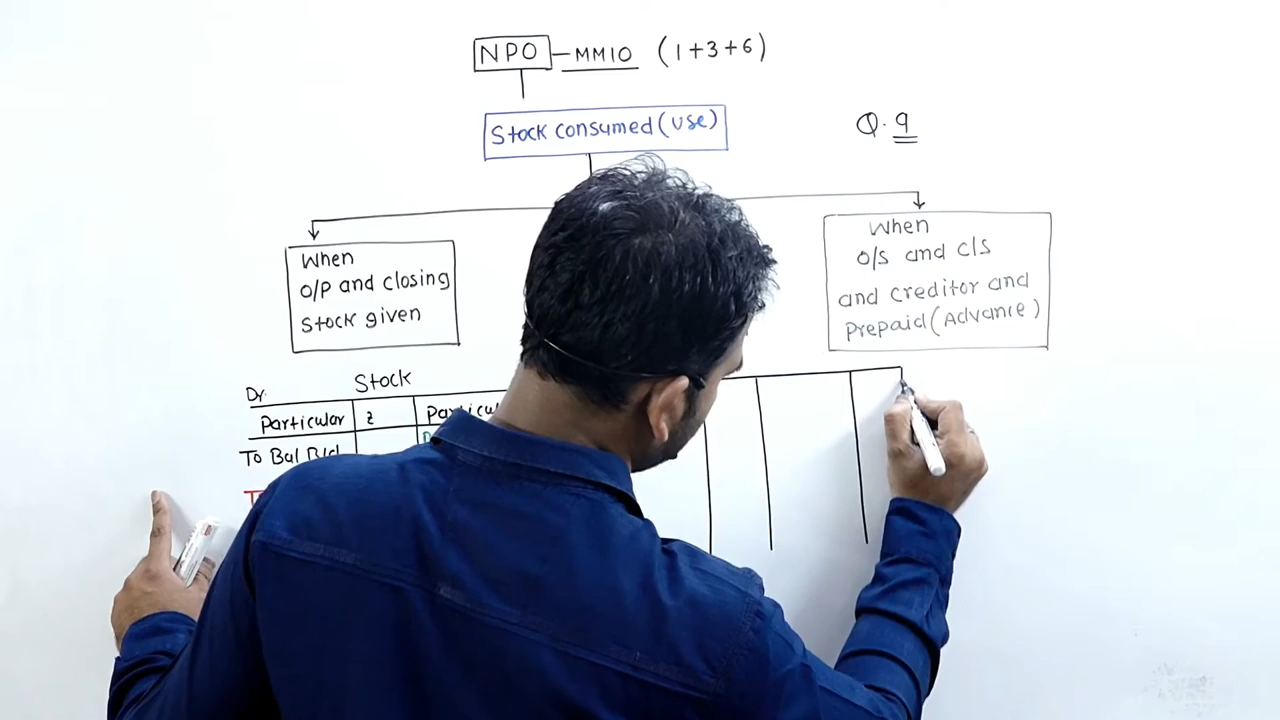 NPO — MM10 (1+3+6)
Stock consumed (use)
Q. 9
When
O/P and closing
stock given
When
O/S and C/S
and creditor and
Prepaid (Advance)
Dr. Stock
Particular ₹
To Bal B/d